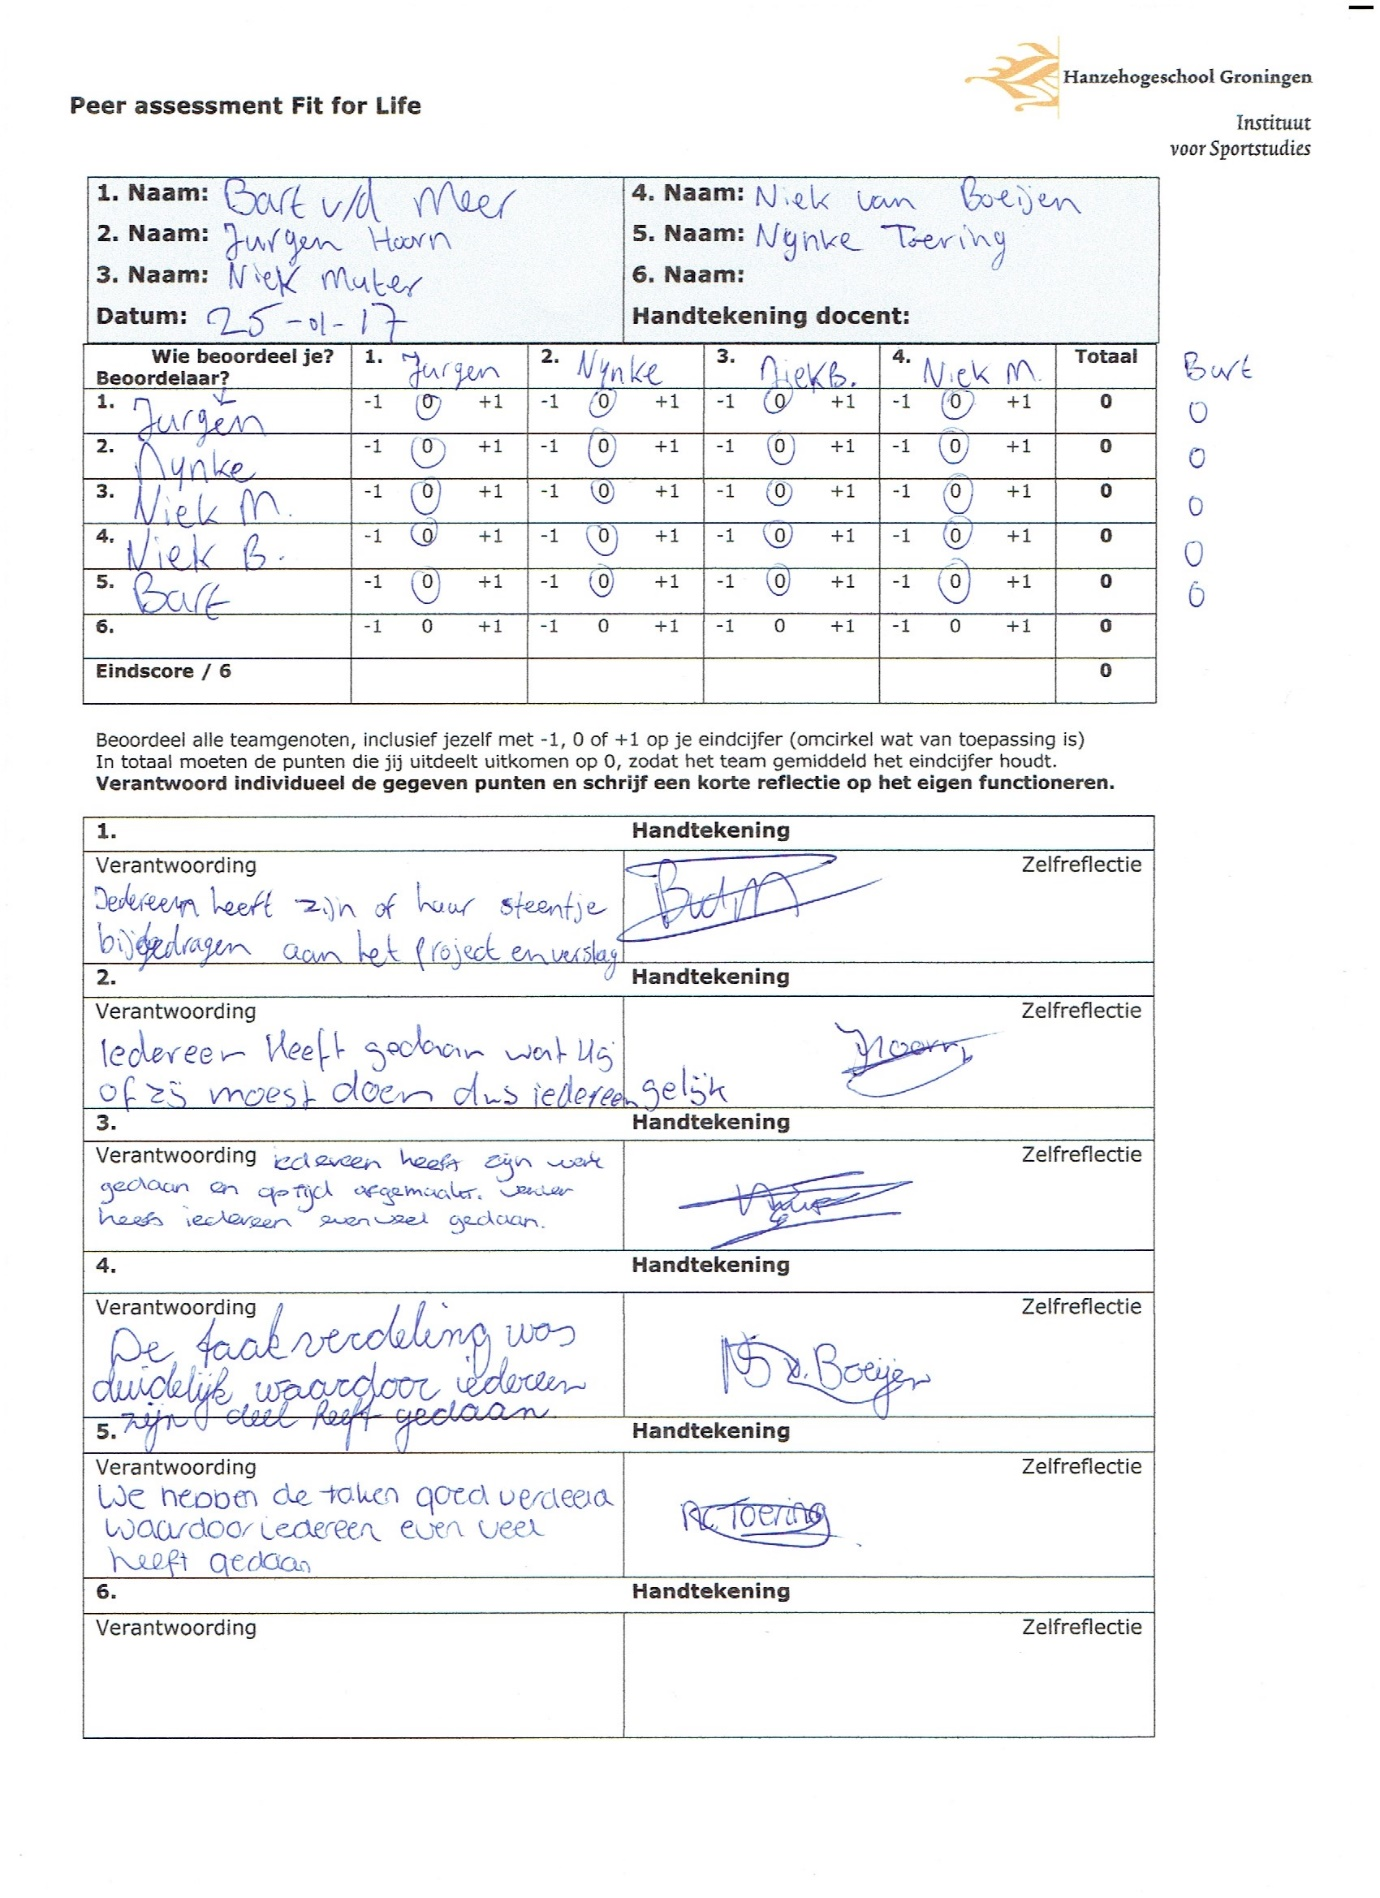 Hanzehogeschool Groningen
Peer assessment Fit for Life
Instituut
voor Sportstudies
1. Naam: Bart v/d Meer 4. Naam: Niek van Boeijen
2. Naam: Jurgen Hoorn 5. Naam: Nynke Toering
3. Naam: Niek Muter 6. Naam:
Datum: 25-01-17 Handtekening docent:
Wie beoordeel je? 1. Jurgen 2. Nynke 3. Niek B. 4. Niek M. Totaal Bart
Beoordelaar?
1. Jurgen -1 0 +1 -1 0 +1 -1 0 +1 -1 0 +1 0 0
2. Nynke -1 0 +1 -1 0 +1 -1 0 +1 -1 0 +1 0 0
3. Niek M. -1 0 +1 -1 0 +1 -1 0 +1 -1 0 +1 0 0
4. Niek B. -1 0 +1 -1 0 +1 -1 0 +1 -1 0 +1 0 0
5. Bart -1 0 +1 -1 0 +1 -1 0 +1 -1 0 +1 0 0
6. -1 0 +1 -1 0 +1 -1 0 +1 -1 0 +1 0
Eindscore / 6 0
Beoordeel alle teamgenoten, inclusief jezelf met -1, 0 of +1 op je eindcijfer (omcirkel wat van toepassing is)
In totaal moeten de punten die jij uitdeelt uitkomen op 0, zodat het team gemiddeld het eindcijfer houdt.
Verantwoord individueel de gegeven punten en schrijf een korte reflectie op het eigen functioneren.
1. Handtekening
Verantwoording Zelfreflectie
Iedereen heeft zijn of haar steentje BvdM
bijgedragen aan het project en verslag
2. Handtekening
Verantwoording Zelfreflectie
Iedereen Heeft gedaan wat Hij JHoorn
of zij moest doen dus iedereen gelijk
3. Handtekening
Verantwoording iedereen heeft zijn werk Zelfreflectie
gedaan en op tijd afgemaakt.
heeft iedereen evenveel gedaan.
4. Handtekening
Verantwoording Zelfreflectie
De taakverdeling was
duidelijk waardoor iedereen v. Boeijen
zijn deel heeft gedaan
5. Handtekening
Verantwoording Zelfreflectie
We hebben de taken goed verdeeld
waardoor iedereen even veel Toering
heeft gedaan
6. Handtekening
Verantwoording Zelfreflectie